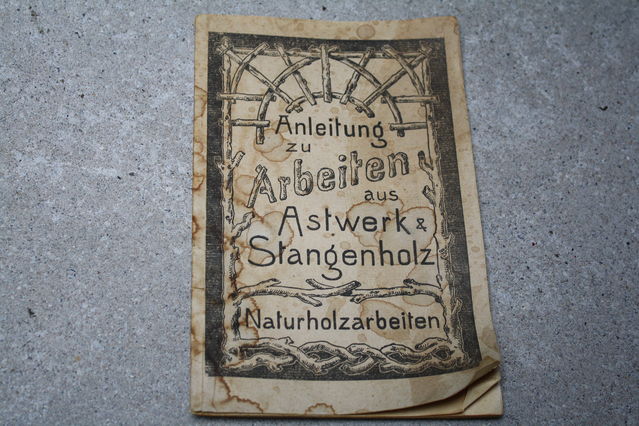 Anleitung
zu
Arbeiten
aus
Astwerk &
Stangenholz
Naturholzarbeiten